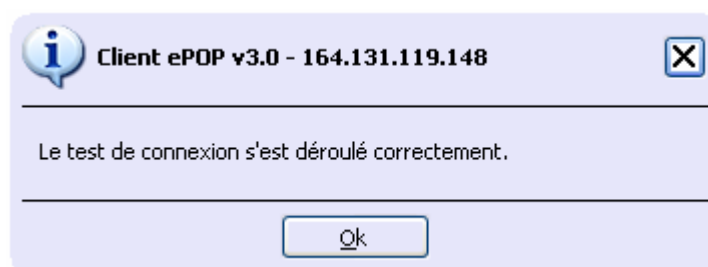 Client ePOP v3.0 - 164.131.119.148
Le test de connexion s'est déroulé correctement.
Ok